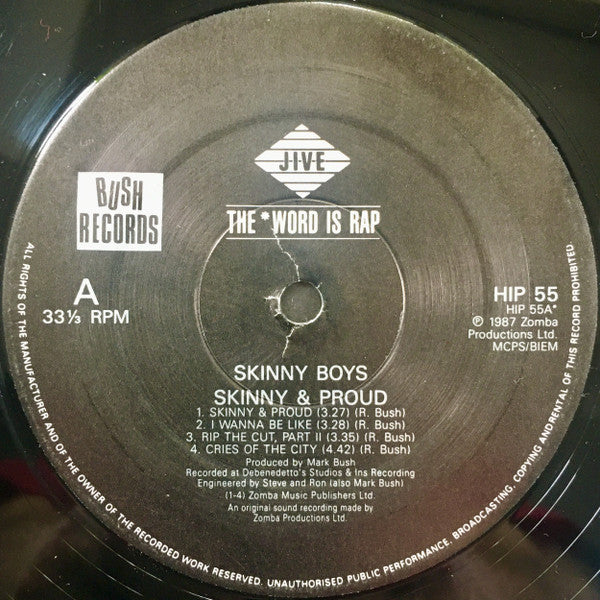 JIVE
BUSH
RECORDS
THE *WORD IS RAP
A
33⅓ RPM
HIP 55
HIP 55A*
℗ 1987 Zomba
Productions Ltd.
MCPS/BIEM
SKINNY BOYS
SKINNY & PROUD
1. SKINNY & PROUD (3.27) (R. Bush)
2. I WANNA BE LIKE (3.28) (R. Bush)
3. RIP THE CUT, PART II (3.35) (R. Bush)
4. CRIES OF THE CITY (4.42) (R. Bush)
Produced by Mark Bush
Recorded at Debenedetto's Studios & Ins Recording
Engineered by Steve and Ron (also Mark Bush)
(1-4) Zomba Music Publishers Ltd.
An original sound recording made by
Zomba Productions Ltd.
ALL RIGHTS OF THE MANUFACTURER AND OF THE OWNER OF THE RECORDED WORK RESERVED. UNAUTHORISED PUBLIC PERFORMANCE, BROADCASTING, COPYING AND RENTAL OF THIS RECORD PROHIBITED.